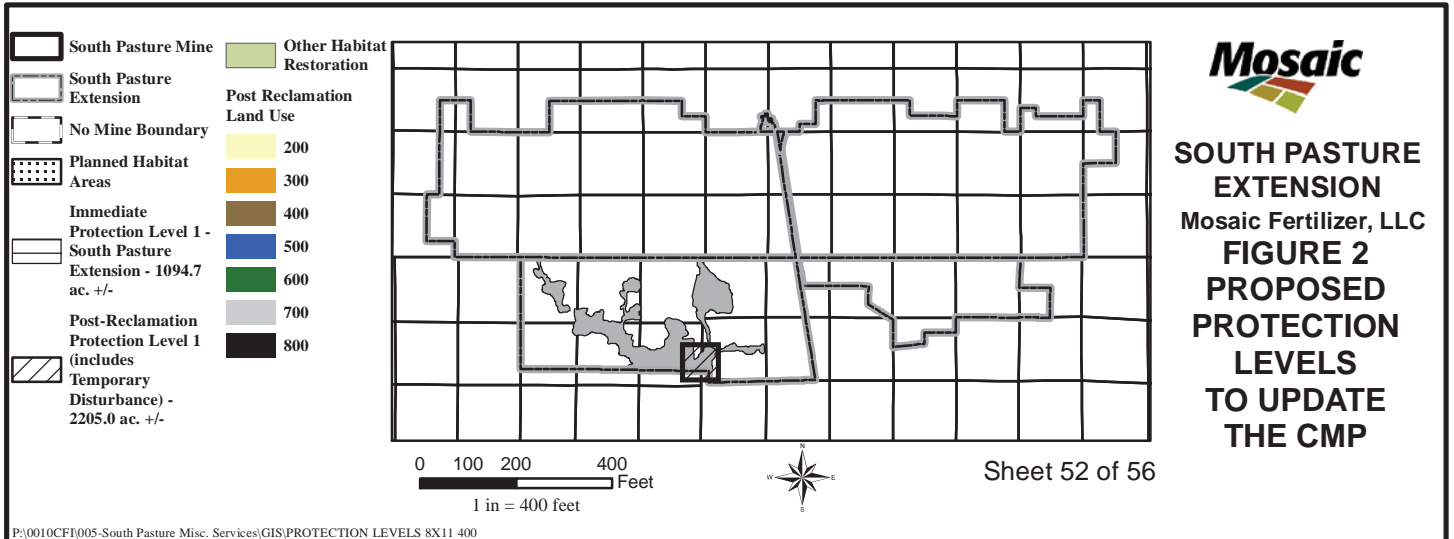 South Pasture Mine
South Pasture
Extension
No Mine Boundary
Planned Habitat
Areas
Immediate
Protection Level 1 -
South Pasture
Extension - 1094.7
ac. +/-
Post-Reclamation
Protection Level 1
(includes
Temporary
Disturbance) -
2205.0 ac. +/-
Other Habitat
Restoration
Post Reclamation
Land Use
200
300
400
500
600
700
800
0 100 200 400
Feet
1 in = 400 feet
N
W E
S
Sheet 52 of 56
Mosaic
SOUTH PASTURE
EXTENSION
Mosaic Fertilizer, LLC
FIGURE 2
PROPOSED
PROTECTION
LEVELS
TO UPDATE
THE CMP
P:\0010CFI\005-South Pasture Misc. Services\GIS\PROTECTION LEVELS 8X11 400